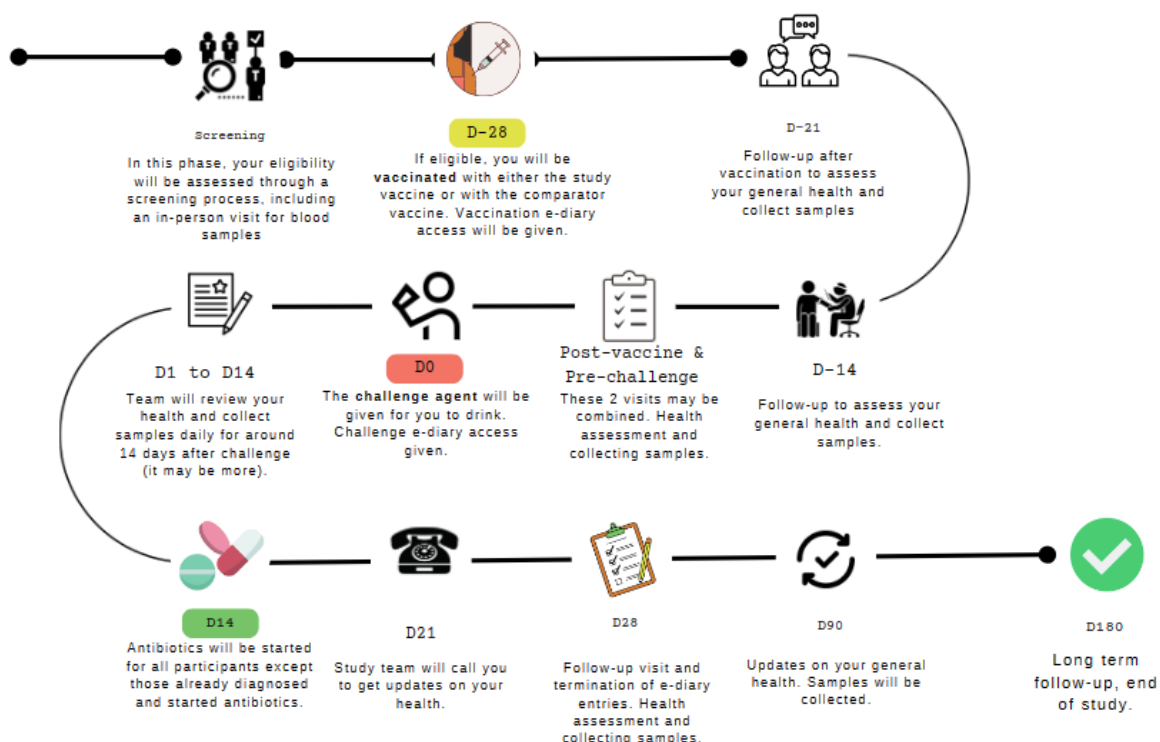 Screening
In this phase, your eligibility
will be assessed through a
screening process, including
an in-person visit for blood
samples
D-28
If eligible, you will be
vaccinated with either the study
vaccine or with the comparator
vaccine. Vaccination e-diary
access will be given.
D-21
Follow-up after
vaccination to assess
your general health and
collect samples
D-14
Follow-up to assess your
general health and collect
samples.
Post-vaccine &
Pre-challenge
These 2 visits may be
combined. Health
assessment and
collecting samples.
D0
The challenge agent will be
given for you to drink.
Challenge e-diary access
given.
D1 to D14
Team will review your
health and collect
samples daily for around
14 days after challenge
(it may be more).
D14
Antibiotics will be started
for all participants except
those already diagnosed
and started antibiotics.
D21
Study team will call you
to get updates on your
health.
D28
Follow-up visit and
termination of e-diary
entries. Health
assessment and
collecting samples.
D90
Updates on your general
health. Samples will be
collected.
D180
Long term
follow-up, end
of study.